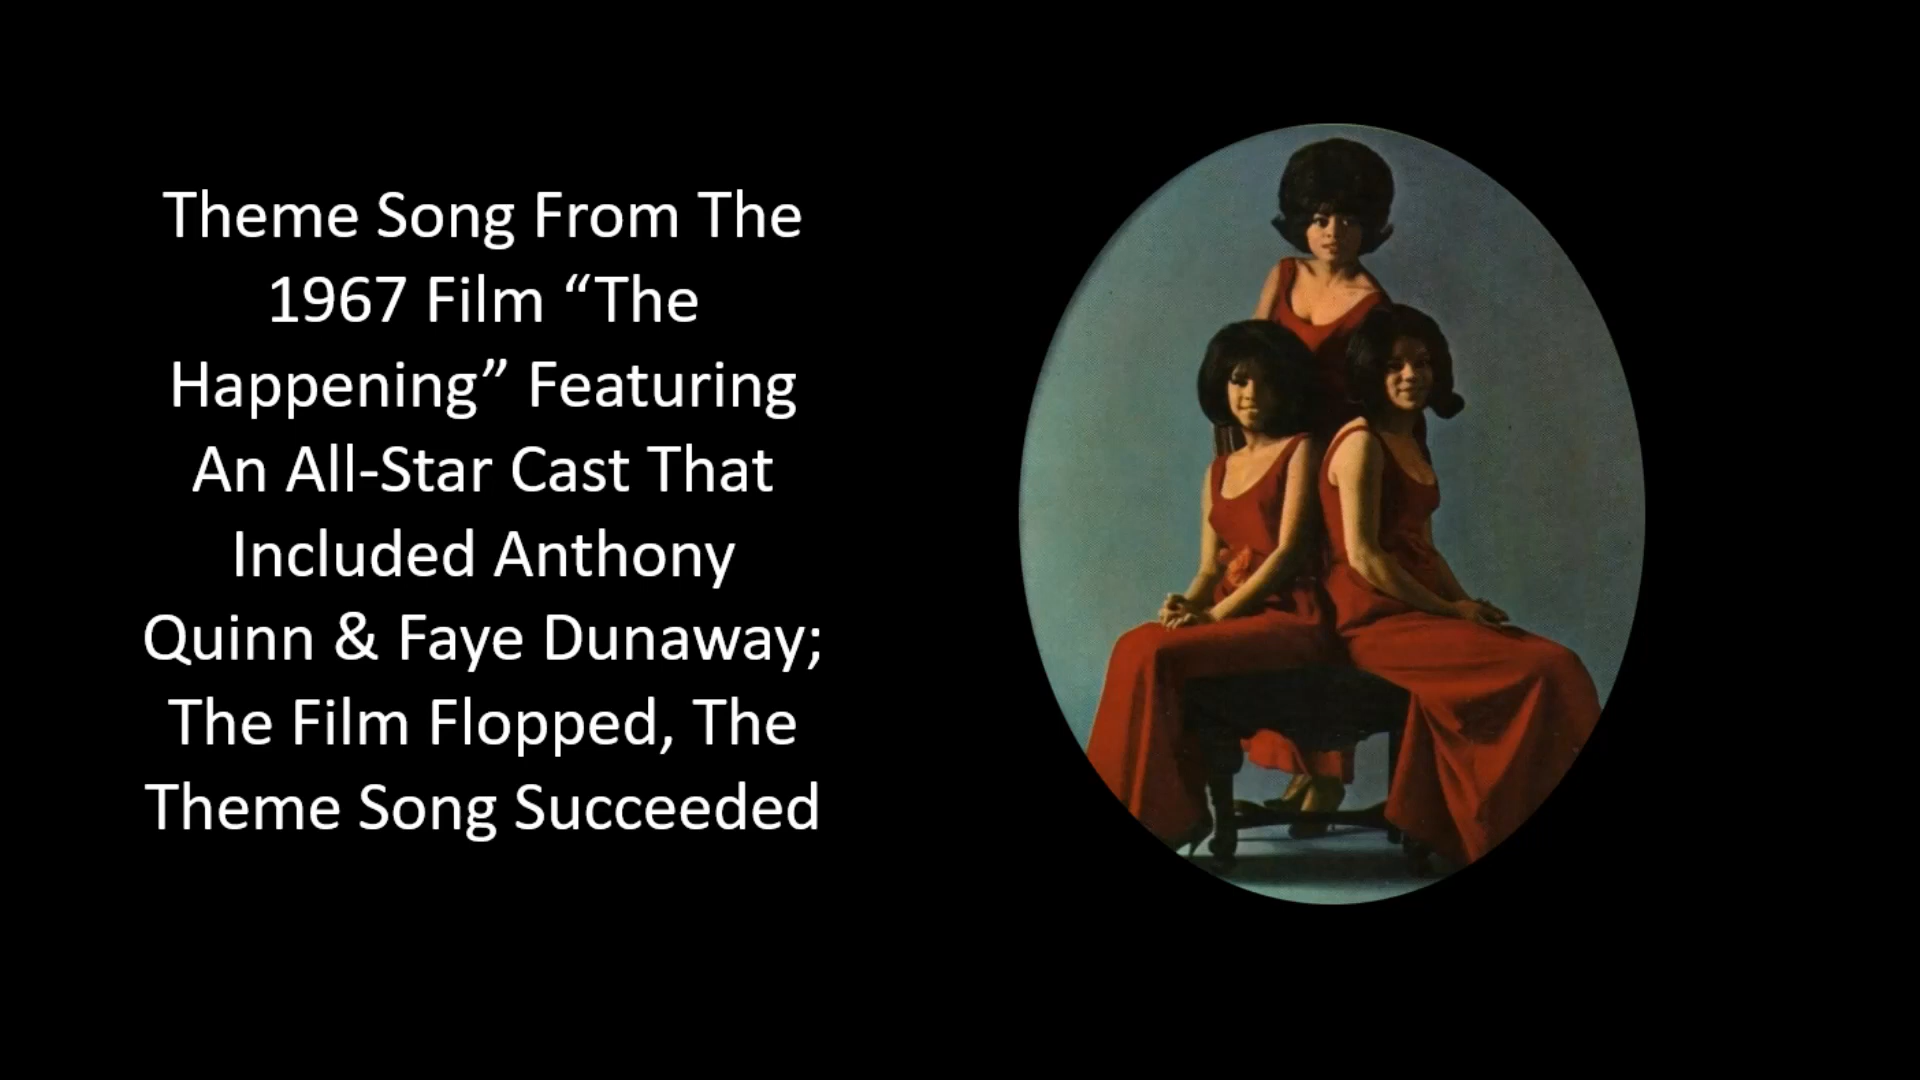 Theme Song From The
1967 Film “The
Happening” Featuring
An All-Star Cast That
Included Anthony
Quinn & Faye Dunaway;
The Film Flopped, The
Theme Song Succeeded